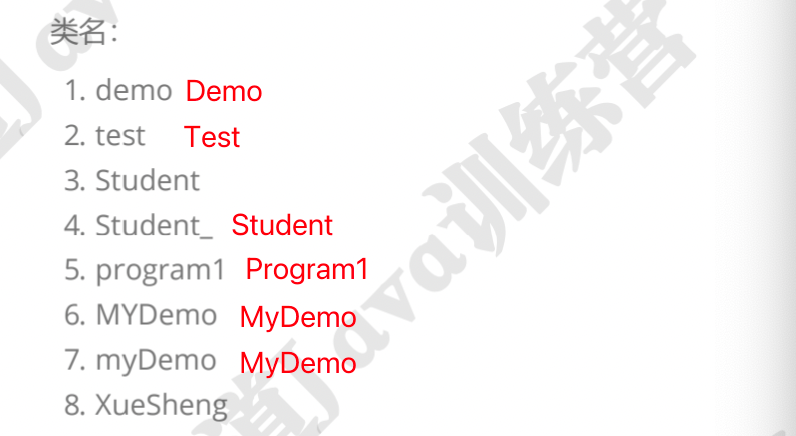 类名：
1. demo Demo
2. test Test
3. Student
4. Student_ Student
5. program1 Program1
6. MYDemo MyDemo
7. myDemo MyDemo
8. XueSheng
道Java训练营